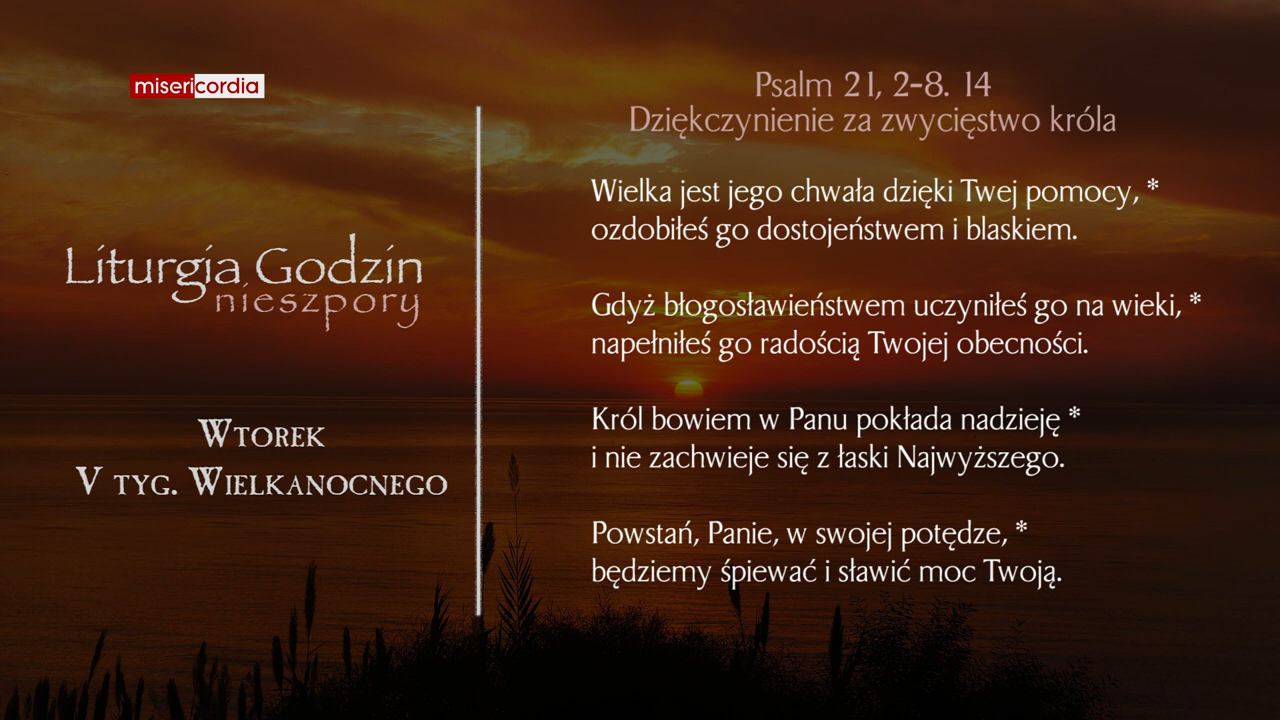 misericordia
Liturgia Godzin
nieszpory
Wtorek
V tyg. Wielkanocnego
Psalm 21, 2-8. 14
Dziękczynienie za zwycięstwo króla
Wielka jest jego chwała dzięki Twej pomocy, *
ozdobiłeś go dostojeństwem i blaskiem.
Gdyż błogosławieństwem uczyniłeś go na wieki, *
napełniłeś go radością Twojej obecności.
Król bowiem w Panu pokłada nadzieję *
i nie zachwieje się z łaski Najwyższego.
Powstań, Panie, w swojej potędze, *
będziemy śpiewać i sławić moc Twoją.